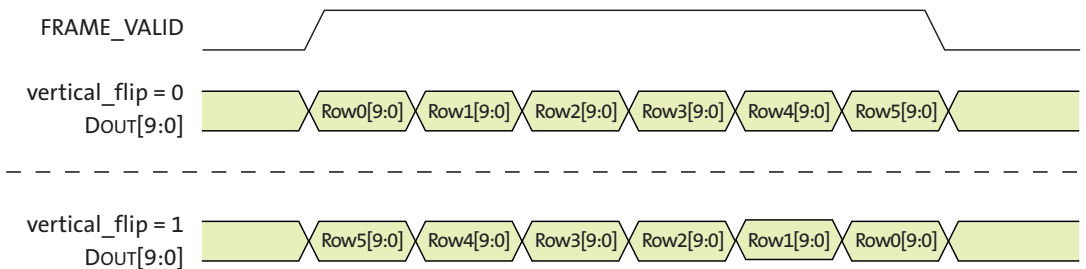 FRAME_VALID
vertical_flip = 0
DOUT[9:0]
Row0[9:0] Row1[9:0] Row2[9:0] Row3[9:0] Row4[9:0] Row5[9:0]
vertical_flip = 1
DOUT[9:0]
Row5[9:0] Row4[9:0] Row3[9:0] Row2[9:0] Row1[9:0] Row0[9:0]